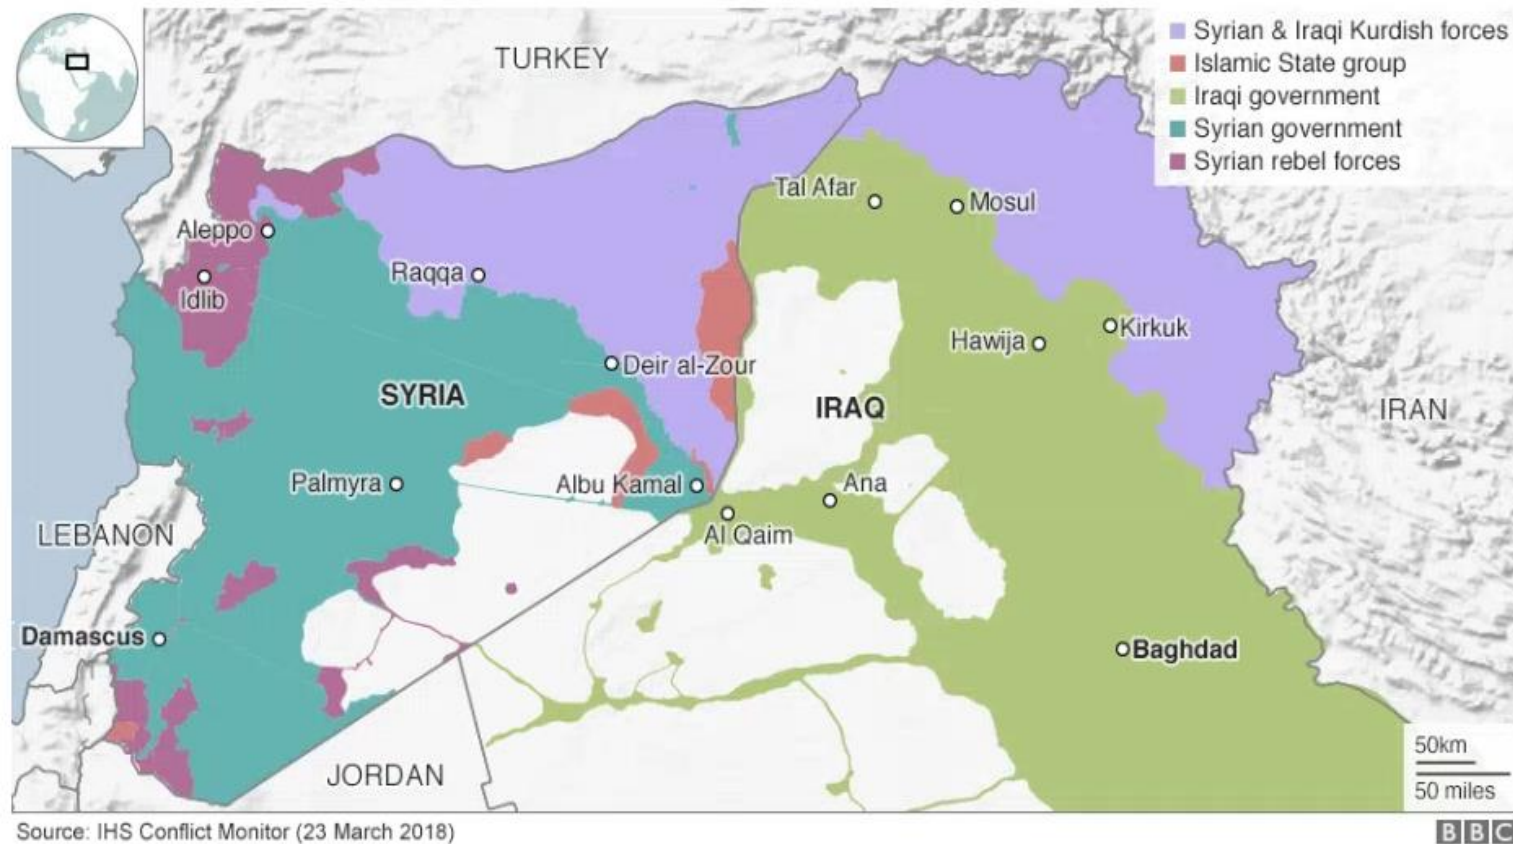 TURKEY
Syrian & Iraqi Kurdish forces
Islamic State group
Iraqi government
Syrian government
Syrian rebel forces
Tal Afar
Mosul
Aleppo
Raqqa
Idlib
Hawija
Kirkuk
Deir al-Zour
SYRIA
IRAQ
IRAN
Palmyra
Albu Kamal
Ana
LEBANON
Al Qaim
Damascus
Baghdad
50km
JORDAN
50 miles
Source: IHS Conflict Monitor (23 March 2018)
BBC